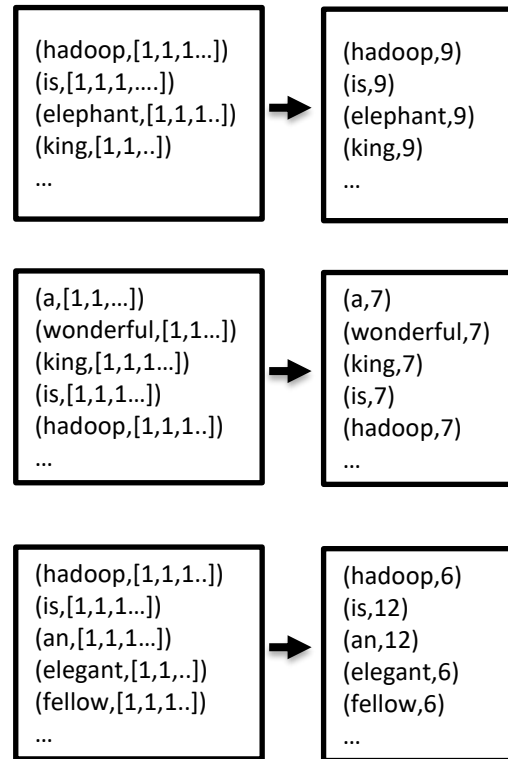 (hadoop,[1,1,1…])
(is,[1,1,1,….])
(elephant,[1,1,1..])
(king,[1,1,..])
…
(hadoop,9)
(is,9)
(elephant,9)
(king,9)
…
(a,[1,1,…])
(wonderful,[1,1…])
(king,[1,1,1…])
(is,[1,1,1…])
(hadoop,[1,1,1..])
…
(a,7)
(wonderful,7)
(king,7)
(is,7)
(hadoop,7)
…
(hadoop,[1,1,1..])
(is,[1,1,1…])
(an,[1,1,1…])
(elegant,[1,1,..])
(fellow,[1,1,1..])
…
(hadoop,6)
(is,12)
(an,12)
(elegant,6)
(fellow,6)
…